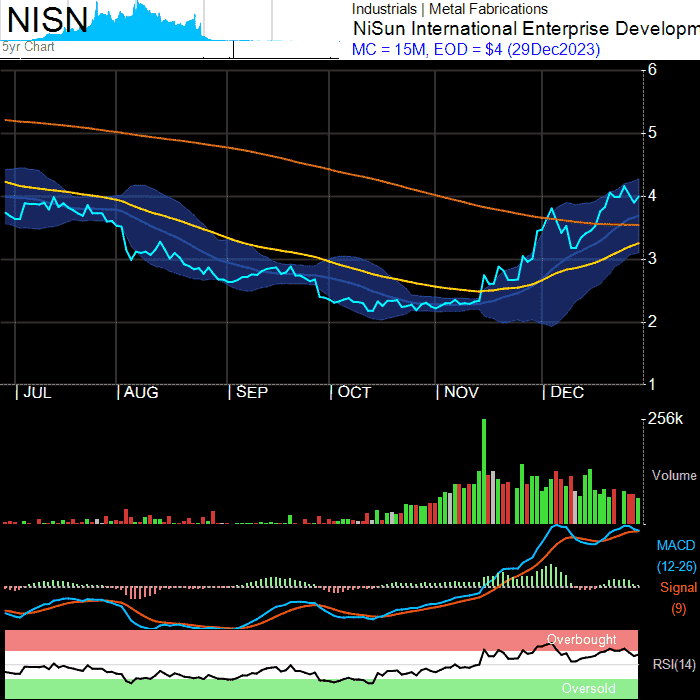 NISN
5yr Chart
Industrials | Metal Fabrications
NiSun International Enterprise Developm
MC = 15M, EOD = $4 (29Dec2023)
6
5
4
3
2
1
JUL AUG SEP OCT NOV DEC
256k
Volume
MACD
(12-26)
Signal
(9)
Overbought
RSI(14)
Oversold